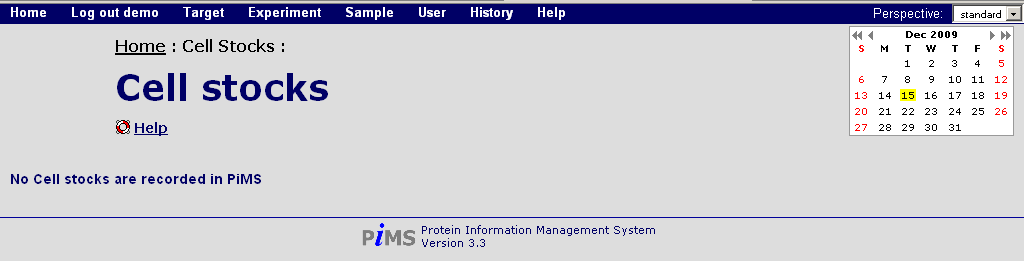 Home Log out demo Target Experiment Sample User History Help Perspective: standard
Home : Cell Stocks :
Cell stocks
Help
Dec 2009
S M T W T F S
1 2 3 4 5
6 7 8 9 10 11 12
13 14 15 16 17 18 19
20 21 22 23 24 25 26
27 28 29 30 31
No Cell stocks are recorded in PiMS
PiMS Protein Information Management System
Version 3.3